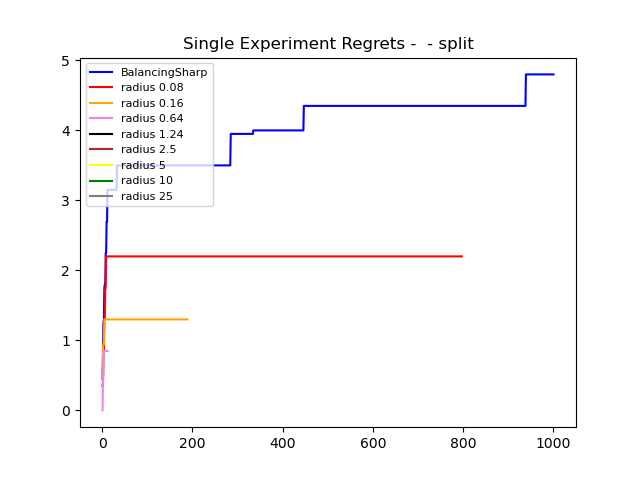 Single Experiment Regrets -  - split
BalancingSharp
radius 0.08
radius 0.16
radius 0.64
radius 1.24
radius 2.5
radius 5
radius 10
radius 25
5
4
3
2
1
0
0 200 400 600 800 1000